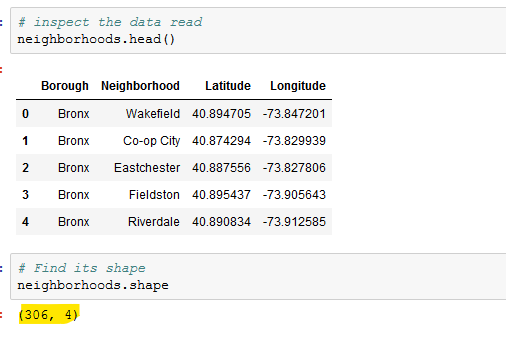 # inspect the data read
neighborhoods.head()
Borough Neighborhood Latitude Longitude
0 Bronx Wakefield 40.894705 -73.847201
1 Bronx Co-op City 40.874294 -73.829939
2 Bronx Eastchester 40.887556 -73.827806
3 Bronx Fieldston 40.895437 -73.905643
4 Bronx Riverdale 40.890834 -73.912585
# Find its shape
neighborhoods.shape
(306, 4)